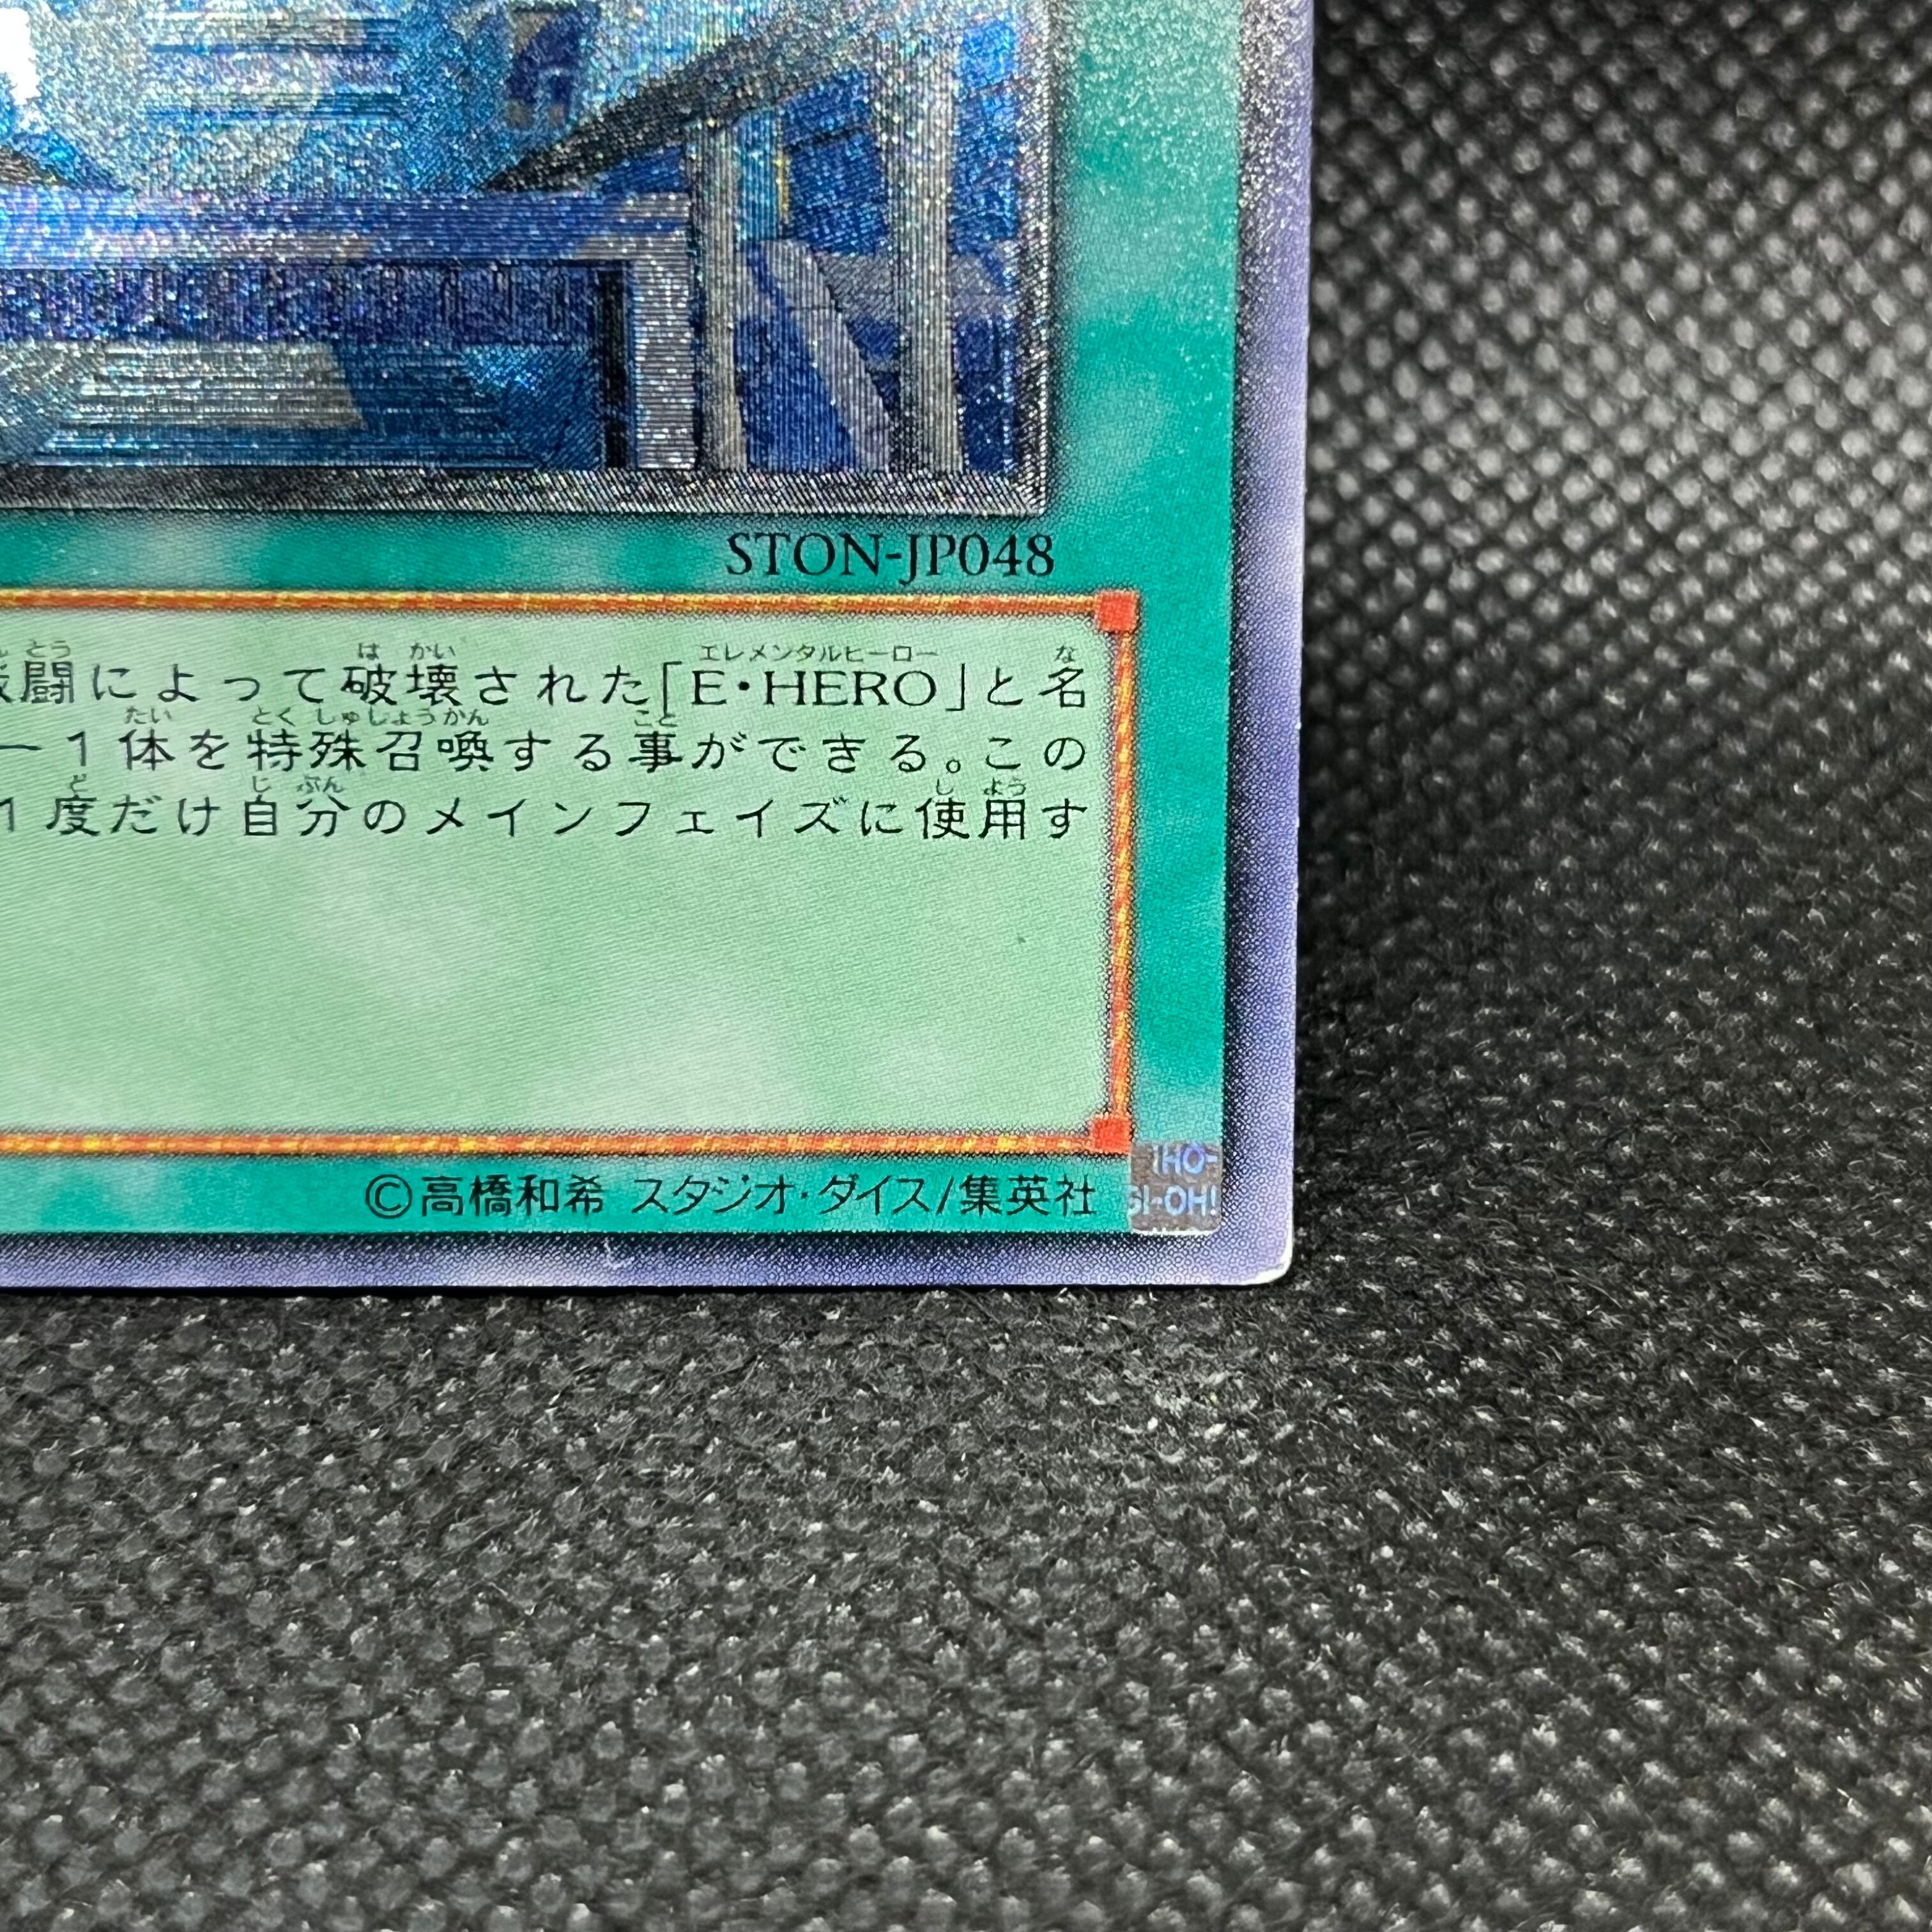 STON-JP048
闘によって破壊された「E・HERO」と名
ー1体を特殊召喚する事ができる。この
1度だけ自分のメインフェイズに使用す
©高橋和希 スタジオ・ダイス/集英社
GI-OH!